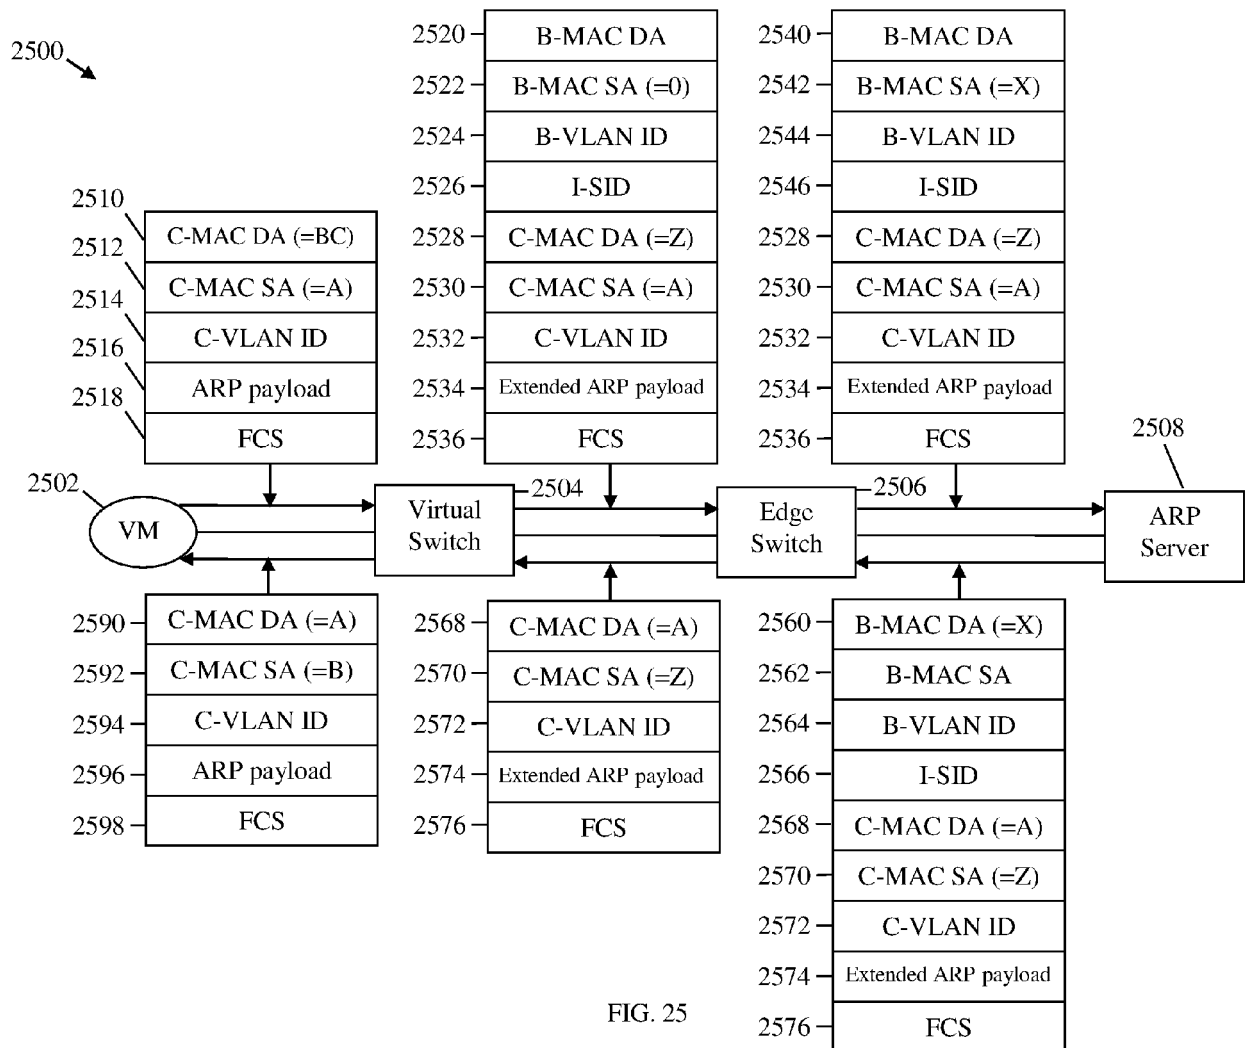 2500
2520 B-MAC DA
2522 B-MAC SA (=0)
2524 B-VLAN ID
2526 I-SID
2528 C-MAC DA (=Z)
2530 C-MAC SA (=A)
2532 C-VLAN ID
2534 Extended ARP payload
2536 FCS
2540 B-MAC DA
2542 B-MAC SA (=X)
2544 B-VLAN ID
2546 I-SID
2528 C-MAC DA (=Z)
2530 C-MAC SA (=A)
2532 C-VLAN ID
2534 Extended ARP payload
2536 FCS
2510 C-MAC DA (=BC)
2512 C-MAC SA (=A)
2514 C-VLAN ID
2516 ARP payload
2518 FCS
2502
VM
2504
Virtual
Switch
2506
Edge
Switch
2508
ARP
Server
2590 C-MAC DA (=A)
2592 C-MAC SA (=B)
2594 C-VLAN ID
2596 ARP payload
2598 FCS
2568 C-MAC DA (=A)
2570 C-MAC SA (=Z)
2572 C-VLAN ID
2574 Extended ARP payload
2576 FCS
2560 B-MAC DA (=X)
2562 B-MAC SA
2564 B-VLAN ID
2566 I-SID
2568 C-MAC DA (=A)
2570 C-MAC SA (=Z)
2572 C-VLAN ID
2574 Extended ARP payload
2576 FCS
FIG. 25